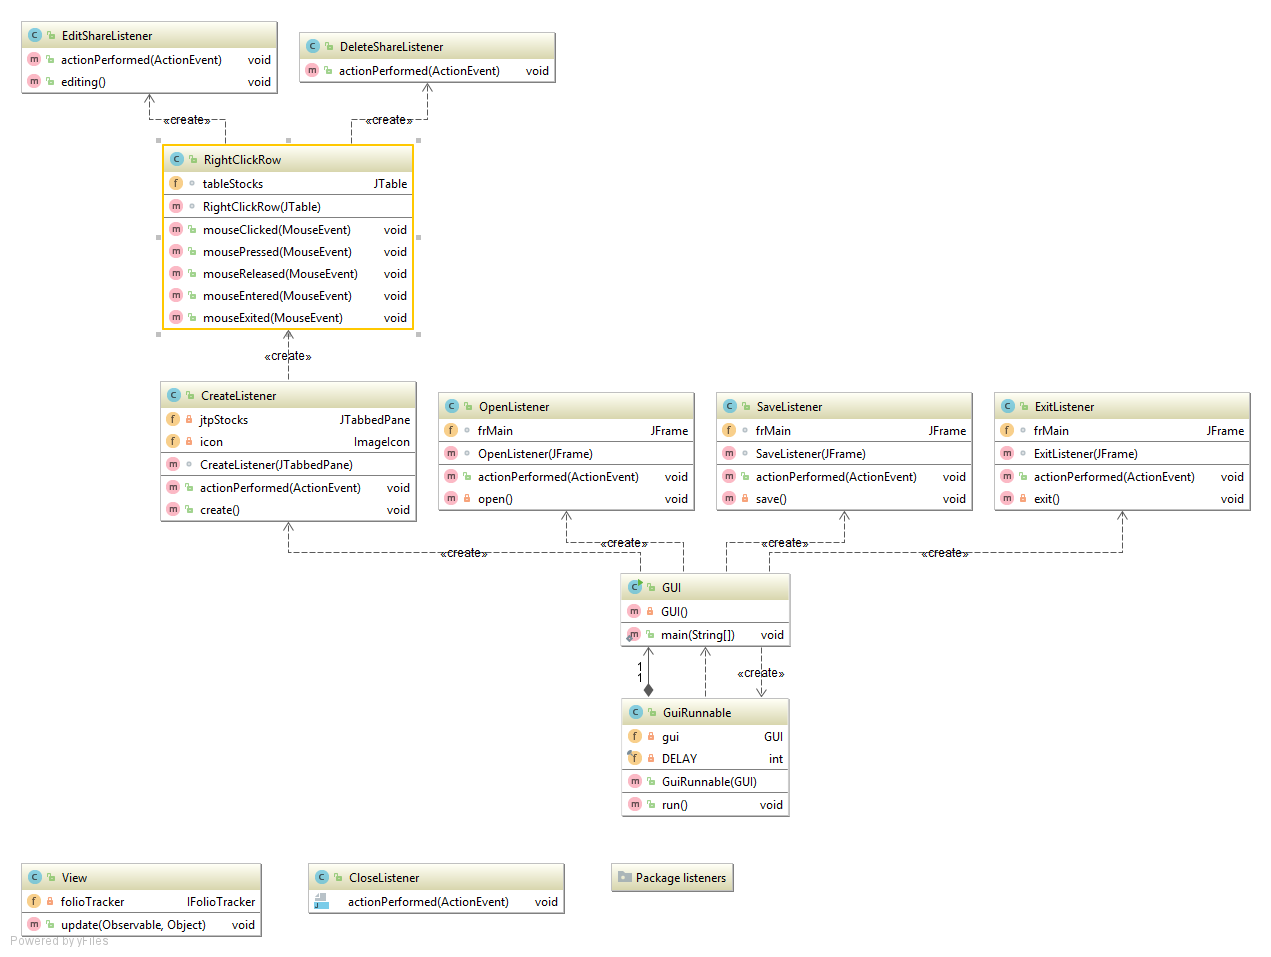 EditShareListener
actionPerformed(ActionEvent) void
editing() void
DeleteShareListener
actionPerformed(ActionEvent) void
«create»
«create»
RightClickRow
tableStocks JTable
RightClickRow(JTable)
mouseClicked(MouseEvent) void
mousePressed(MouseEvent) void
mouseReleased(MouseEvent) void
mouseEntered(MouseEvent) void
mouseExited(MouseEvent) void
«create»
CreateListener
jtpStocks JTabbedPane
icon ImageIcon
CreateListener(JTabbedPane)
actionPerformed(ActionEvent) void
create() void
OpenListener
frMain JFrame
OpenListener(JFrame)
actionPerformed(ActionEvent) void
open() void
SaveListener
frMain JFrame
SaveListener(JFrame)
actionPerformed(ActionEvent) void
save() void
ExitListener
frMain JFrame
ExitListener(JFrame)
actionPerformed(ActionEvent) void
exit() void
«create»
«create»
«create»
«create»
GUI
GUI()
main(String[]) void
1
1
«create»
GuiRunnable
gui GUI
DELAY int
GuiRunnable(GUI)
run() void
View
folioTracker IFolioTracker
update(Observable, Object) void
CloseListener
actionPerformed(ActionEvent) void
Package listeners
Powered by yFiles